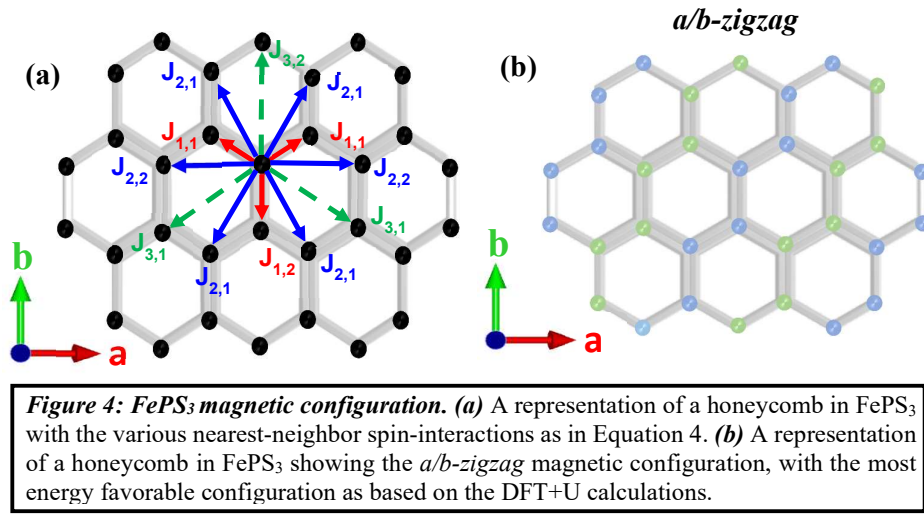 a/b-zigzag
(a)
(b)
J3,2
J2,1
J2,1
J1,1
J1,1
J2,2
J2,2
J3,1
J3,1
J2,1
J1,2
J2,1
b
a
b
a
Figure 4: FePS3 magnetic configuration. (a) A representation of a honeycomb in FePS3
with the various nearest-neighbor spin-interactions as in Equation 4. (b) A representation
of a honeycomb in FePS3 showing the a/b-zigzag magnetic configuration, with the most
energy favorable configuration as based on the DFT+U calculations.